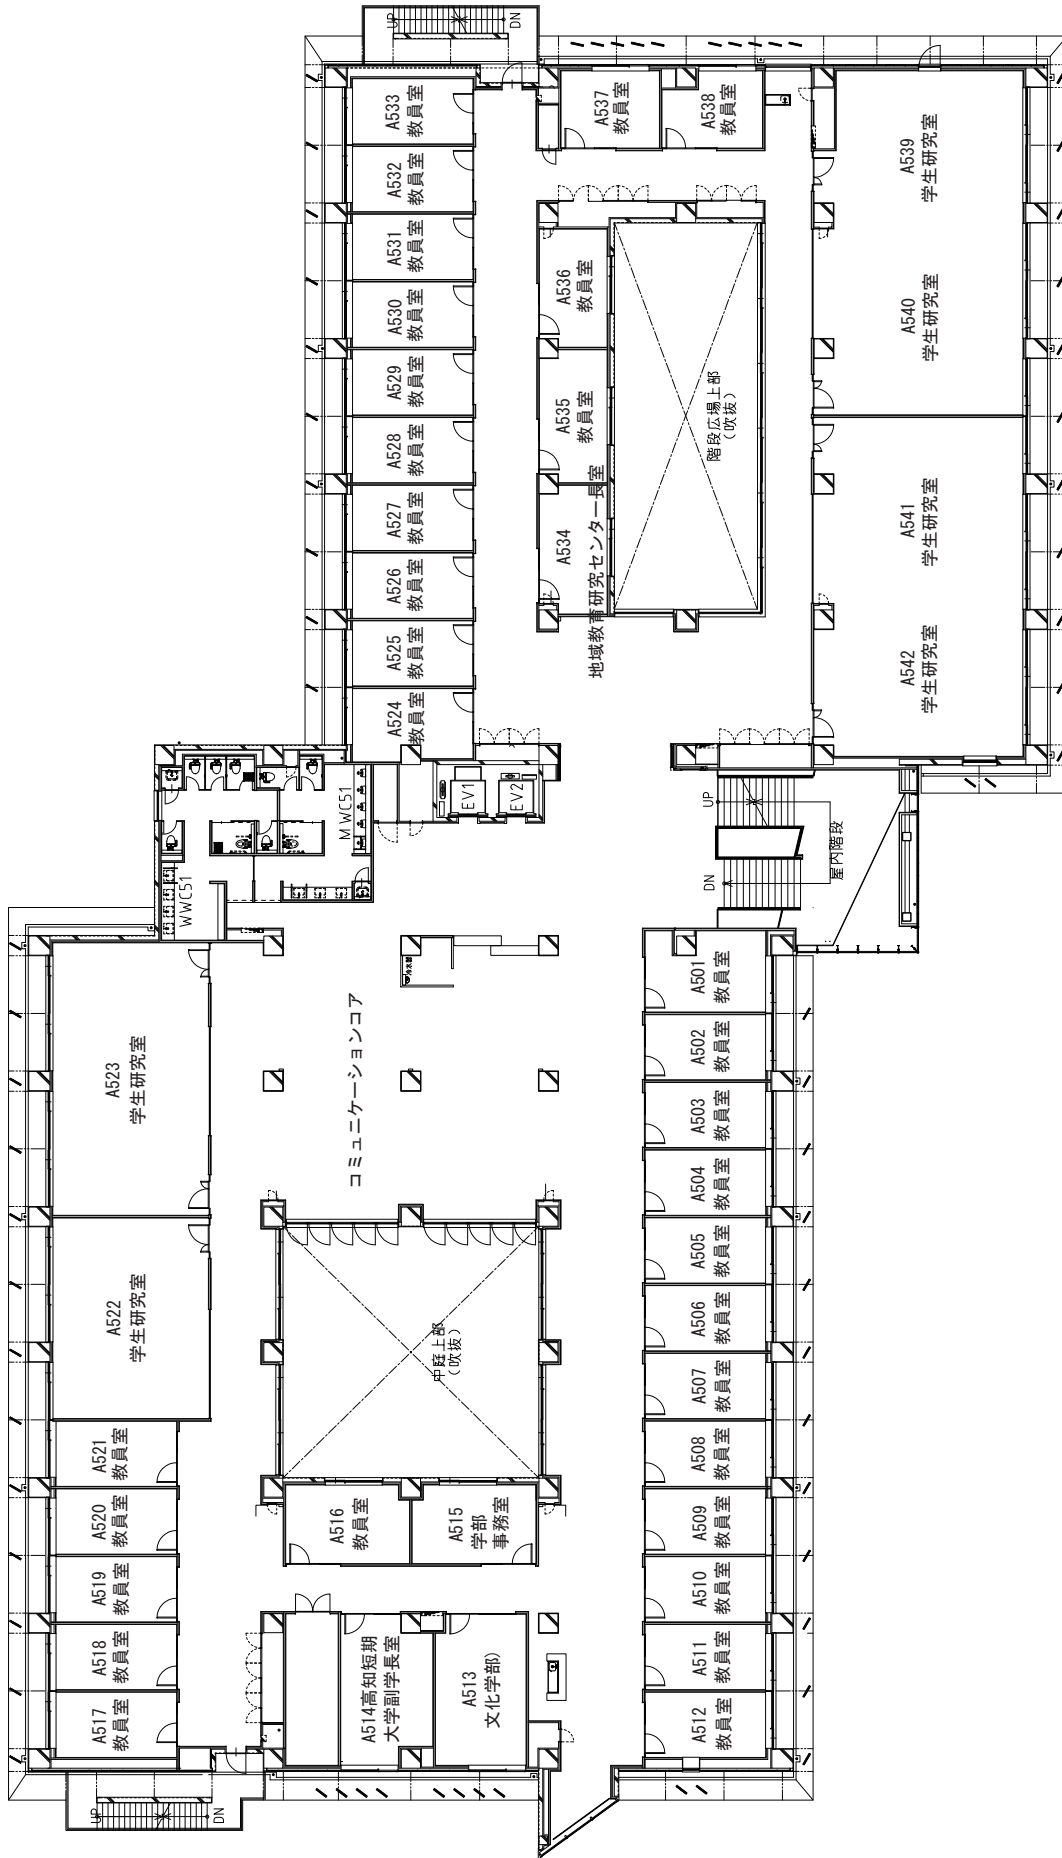 UP
DN
A533
教員室
A532
教員室
A531
教員室
A530
教員室
A529
教員室
A528
教員室
A527
教員室
A526
教員室
A525
教員室
A524
教員室
A537
教員室
A538
教員室
A536
教員室
A535
教員室
A534
地域教育研究センター長室
階段広場上部
（吹抜）
A539
学生研究室
A540
学生研究室
A541
学生研究室
A542
学生研究室
EV1
EV2
MWC51
WWC51
UP
DN
屋内階段
冷水器
コミュニケーションコア
A523
学生研究室
A522
学生研究室
A521
教員室
A520
教員室
A519
教員室
A518
教員室
A517
教員室
中庭上部
（吹抜）
A516
教員室
A515
学部
事務室
A514高知短期
大学副学長室
A513
文化学部）
A501
教員室
A502
教員室
A503
教員室
A504
教員室
A505
教員室
A506
教員室
A507
教員室
A508
教員室
A509
教員室
A510
教員室
A511
教員室
A512
教員室
UP
DN